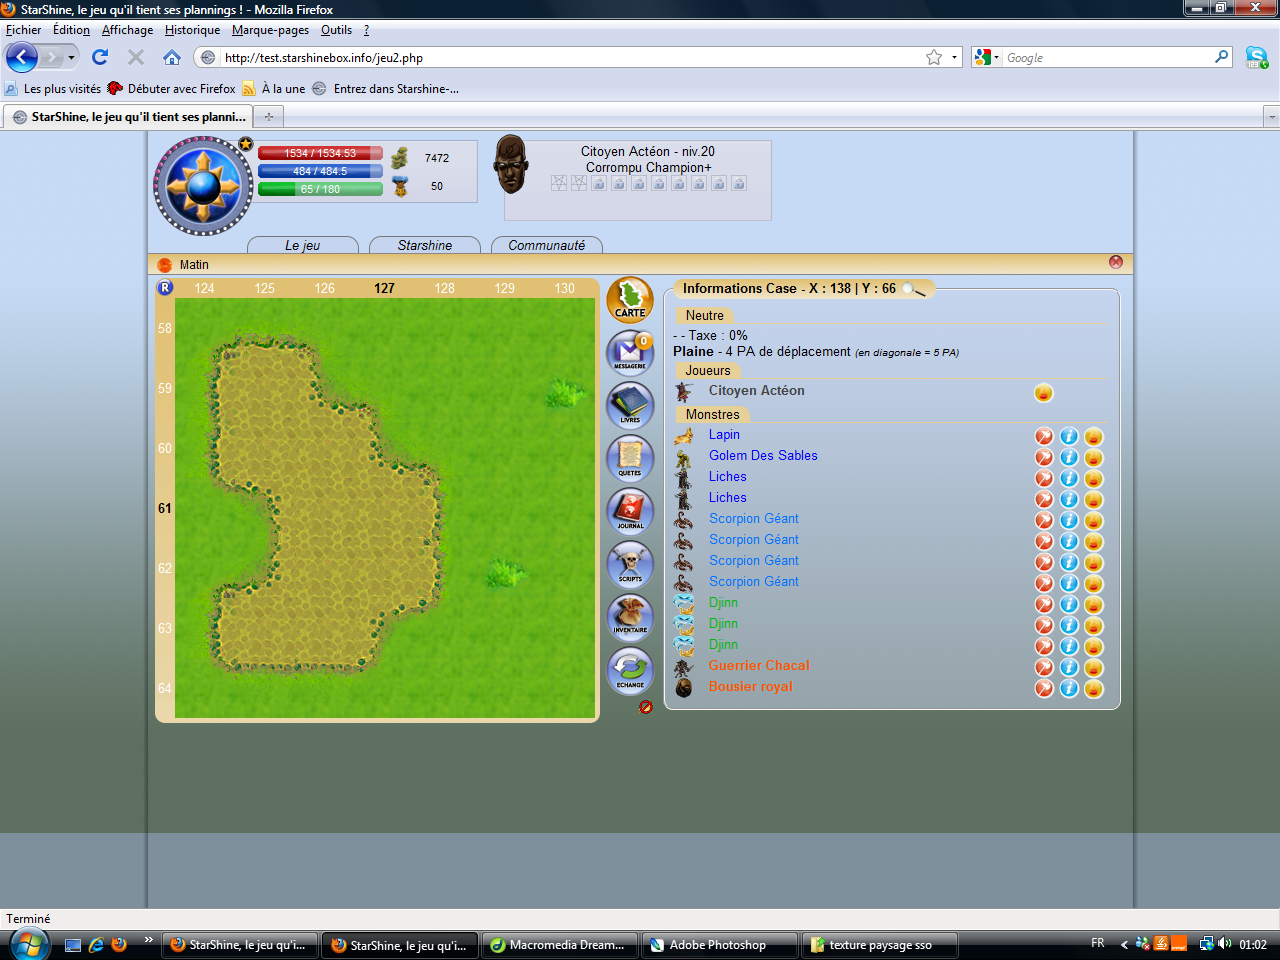 StarShine, le jeu qu'il tient ses plannings ! - Mozilla Firefox
Fichier Édition Affichage Historique Marque-pages Outils ?
http://test.starshinebox.info/jeu2.php
Google
Les plus visités Débuter avec Firefox À la une Entrez dans Starshine-...
StarShine, le jeu qu'il tient ses planni...
1534 / 1534.53
484 / 484.5
65 / 180
7472
50
Citoyen Actéon - niv.20
Corrompu Champion+
Le jeu Starshine Communauté
Matin
R 124 125 126 127 128 129 130
58
59
60
61
62
63
64
CARTE
0
MESSAGERIE
LIVRES
QUETES
JOURNAL
SCRIPTS
INVENTAIRE
ECHANGE
Informations Case - X : 138 | Y : 66
Neutre
- - Taxe : 0%
Plaine - 4 PA de déplacement (en diagonale = 5 PA)
Joueurs
Citoyen Actéon
Monstres
Lapin
Golem Des Sables
Liches
Liches
Scorpion Géant
Scorpion Géant
Scorpion Géant
Scorpion Géant
Djinn
Djinn
Djinn
Guerrier Chacal
Bousier royal
Terminé
StarShine, le jeu qu'i... StarShine, le jeu qu'i... Macromedia Dream... Adobe Photoshop texture paysage sso FR 01:02